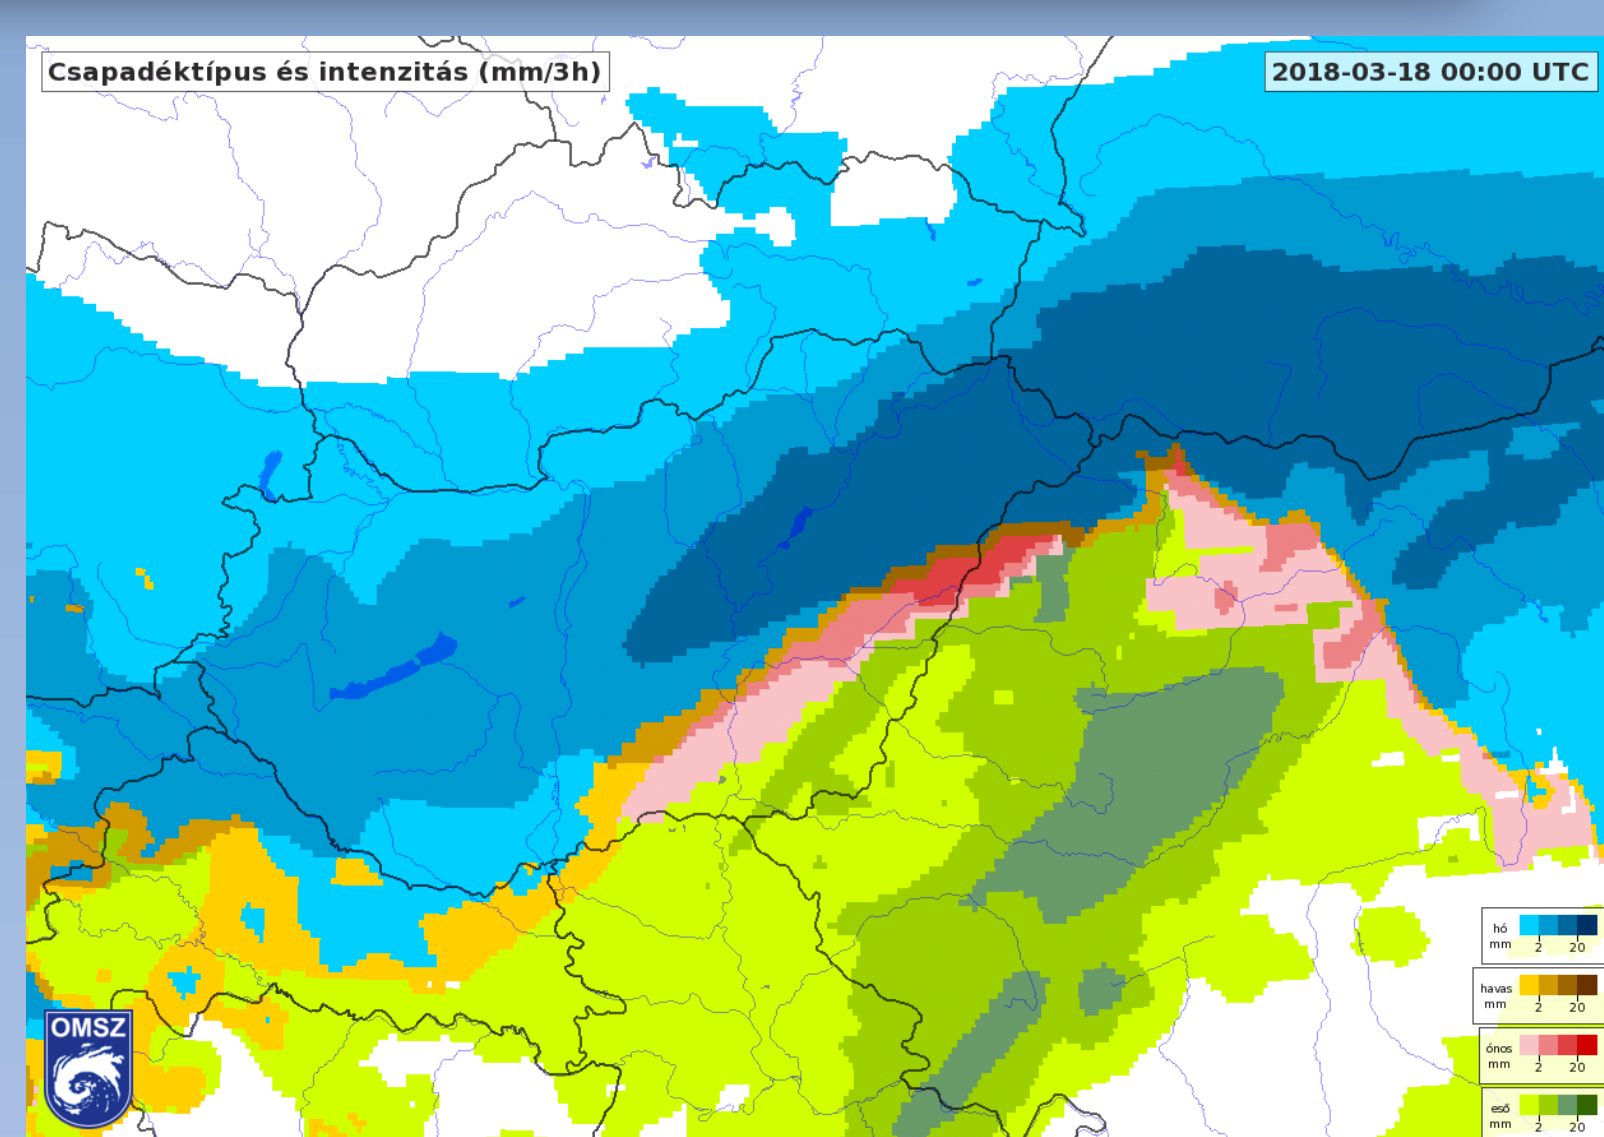 Csapadéktípus és intenzitás (mm/3h)
2018-03-18 00:00 UTC
hó
mm
2 20
havas
mm
2 20
ónos
mm
2 20
eső
mm
2 20
OMSZ